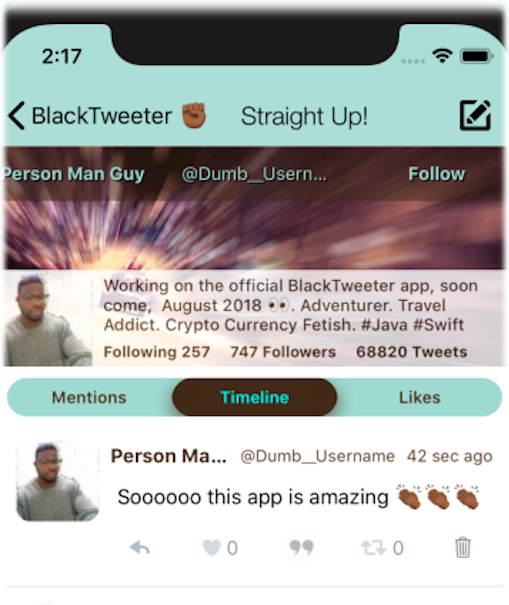 2:17
BlackTweeter ✊🏾 Straight Up!
Person Man Guy @Dumb__Usern... Follow
Working on the official BlackTweeter app, soon
come, August 2018 👀. Adventurer. Travel
Addict. Crypto Currency Fetish. #Java #Swift
Following 257 747 Followers 68820 Tweets
Mentions Timeline Likes
Person Ma... @Dumb__Username 42 sec ago
Soooooo this app is amazing 👏🏾👏🏾👏🏾
0 0